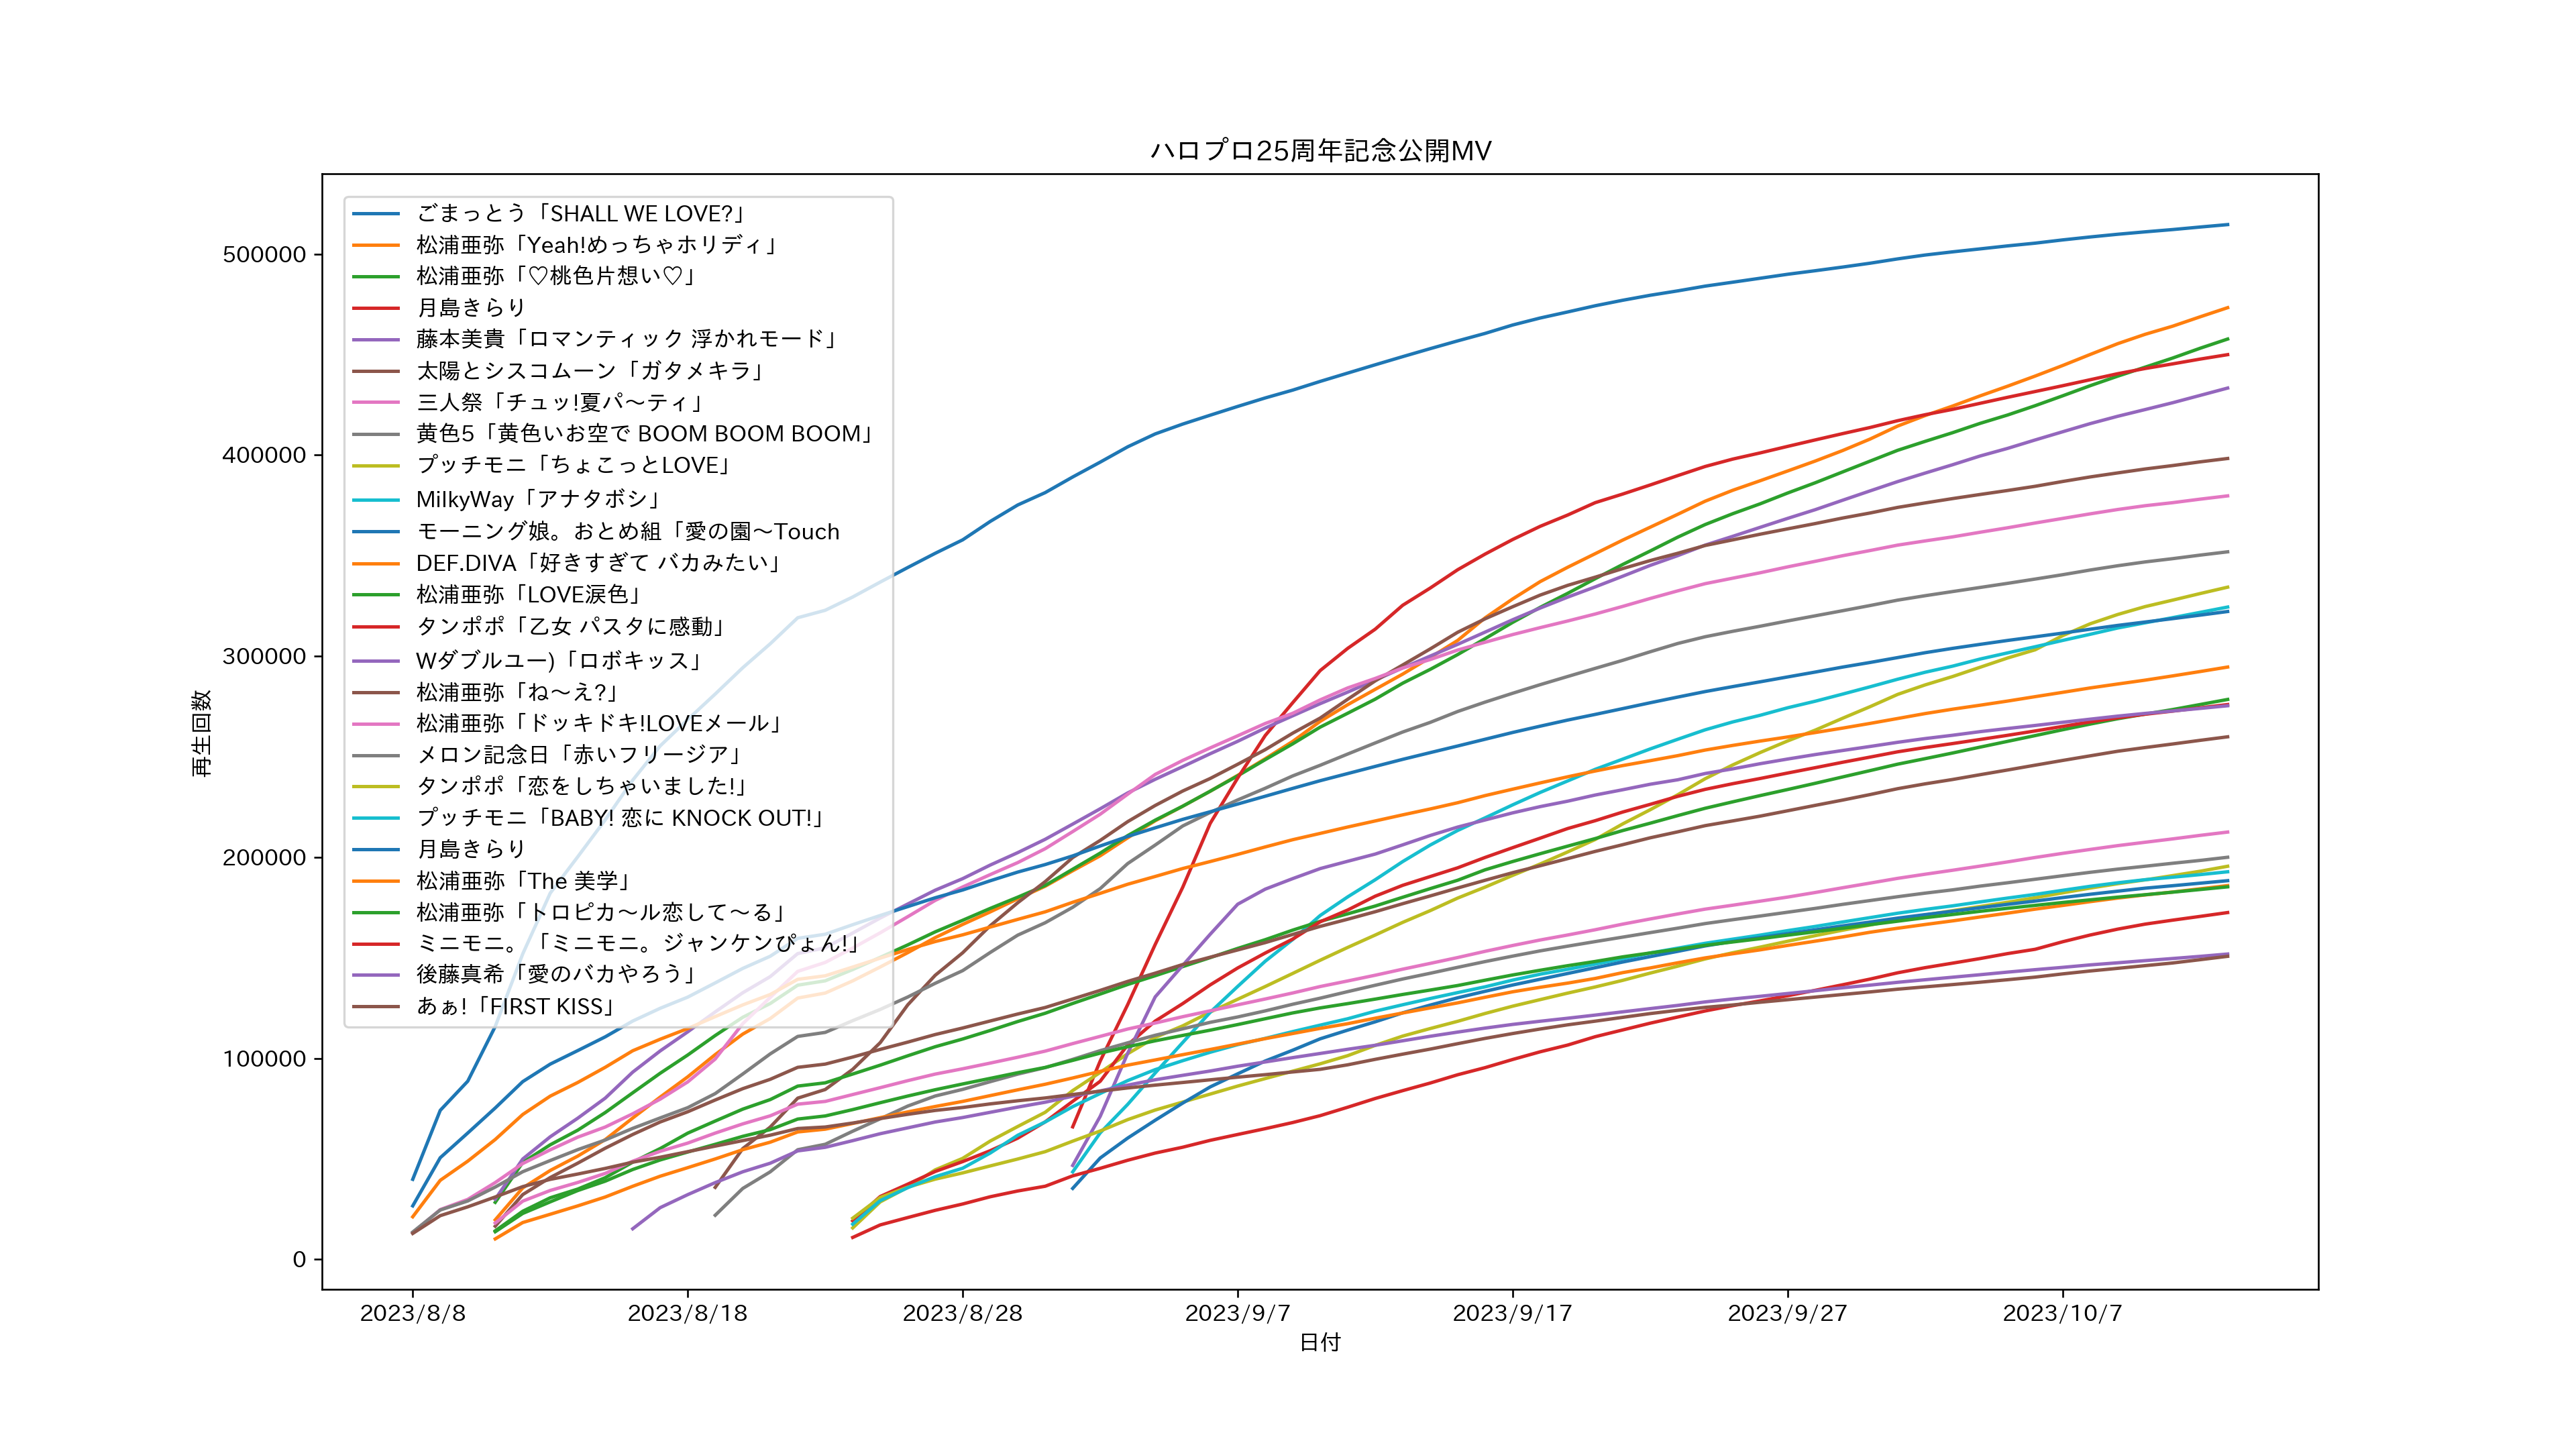 ハロプロ25周年記念公開MV
ごまっとう「SHALL WE LOVE?」
松浦亜弥「Yeah!めっちゃホリディ」
松浦亜弥「♡桃色片想い♡」
月島きらり
藤本美貴「ロマンティック 浮かれモード」
太陽とシスコムーン「ガタメキラ」
三人祭「チュッ!夏パ〜ティ」
黄色5「黄色いお空で BOOM BOOM BOOM」
プッチモニ「ちょこっとLOVE」
MilkyWay「アナタボシ」
モーニング娘。おとめ組「愛の園〜Touch
DEF.DIVA「好きすぎて バカみたい」
松浦亜弥「LOVE涙色」
タンポポ「乙女 パスタに感動」
Wダブルユー)「ロボキッス」
松浦亜弥「ね〜え?」
松浦亜弥「ドッキドキ!LOVEメール」
メロン記念日「赤いフリージア」
タンポポ「恋をしちゃいました!」
プッチモニ「BABY! 恋に KNOCK OUT!」
月島きらり
松浦亜弥「The 美学」
松浦亜弥「トロピカ〜ル恋して〜る」
ミニモニ。「ミニモニ。ジャンケンぴょん!」
後藤真希「愛のバカやろう」
あぁ!「FIRST KISS」
再生回数
500000
400000
300000
200000
100000
0
2023/8/8 2023/8/18 2023/8/28 2023/9/7 2023/9/17 2023/9/27 2023/10/7
日付